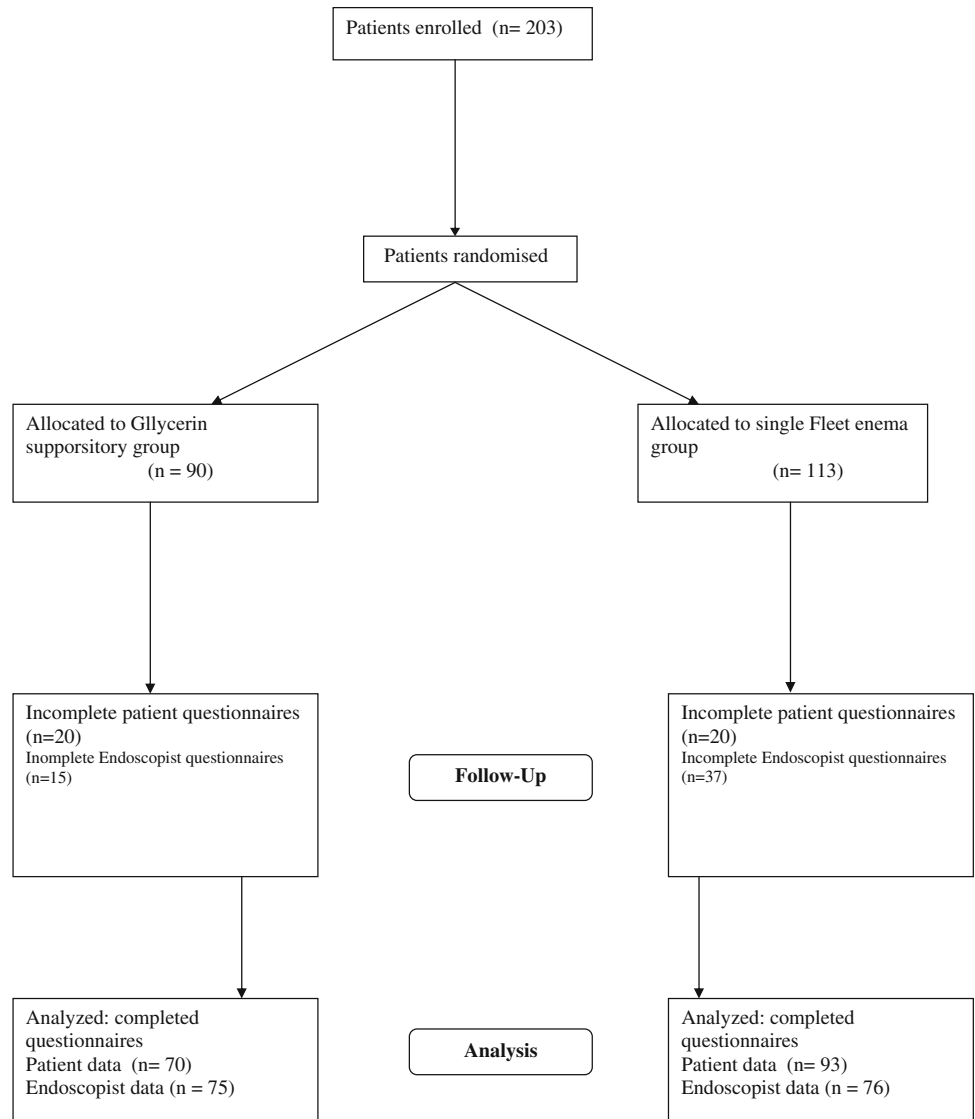 Patients enrolled (n= 203)
Patients randomised
Allocated to Gllycerin
supporsitory group
(n = 90)
Allocated to single Fleet enema
group
(n= 113)
Incomplete patient questionnaires
(n=20)
Inomplete Endoscopist questionnaires
(n=15)
Follow-Up
Incomplete patient questionnaires
(n=20)
Incomplete Endoscopist questionnaires
(n=37)
Analyzed: completed
questionnaires
Patient data (n= 70)
Endoscopist data (n = 75)
Analysis
Analyzed: completed
questionnaires
Patient data (n= 93)
Endoscopist data (n = 76)